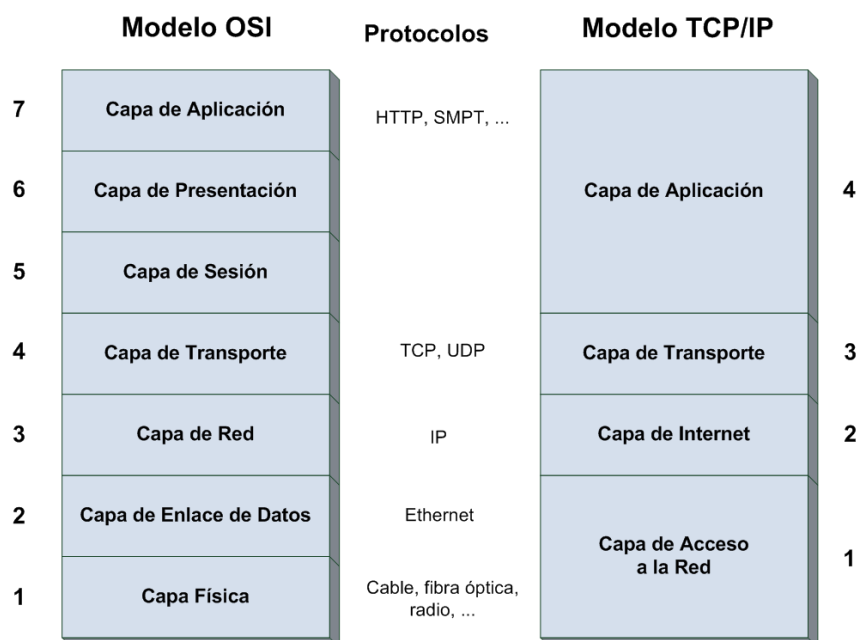 Modelo OSI
Protocolos
Modelo TCP/IP
7
Capa de Aplicación
HTTP, SMPT, ...
6
Capa de Presentación
Capa de Aplicación
4
5
Capa de Sesión
4
Capa de Transporte
TCP, UDP
Capa de Transporte
3
3
Capa de Red
IP
Capa de Internet
2
2
Capa de Enlace de Datos
Ethernet
Capa de Acceso
a la Red
1
1
Capa Física
Cable, fibra óptica,
radio, ...